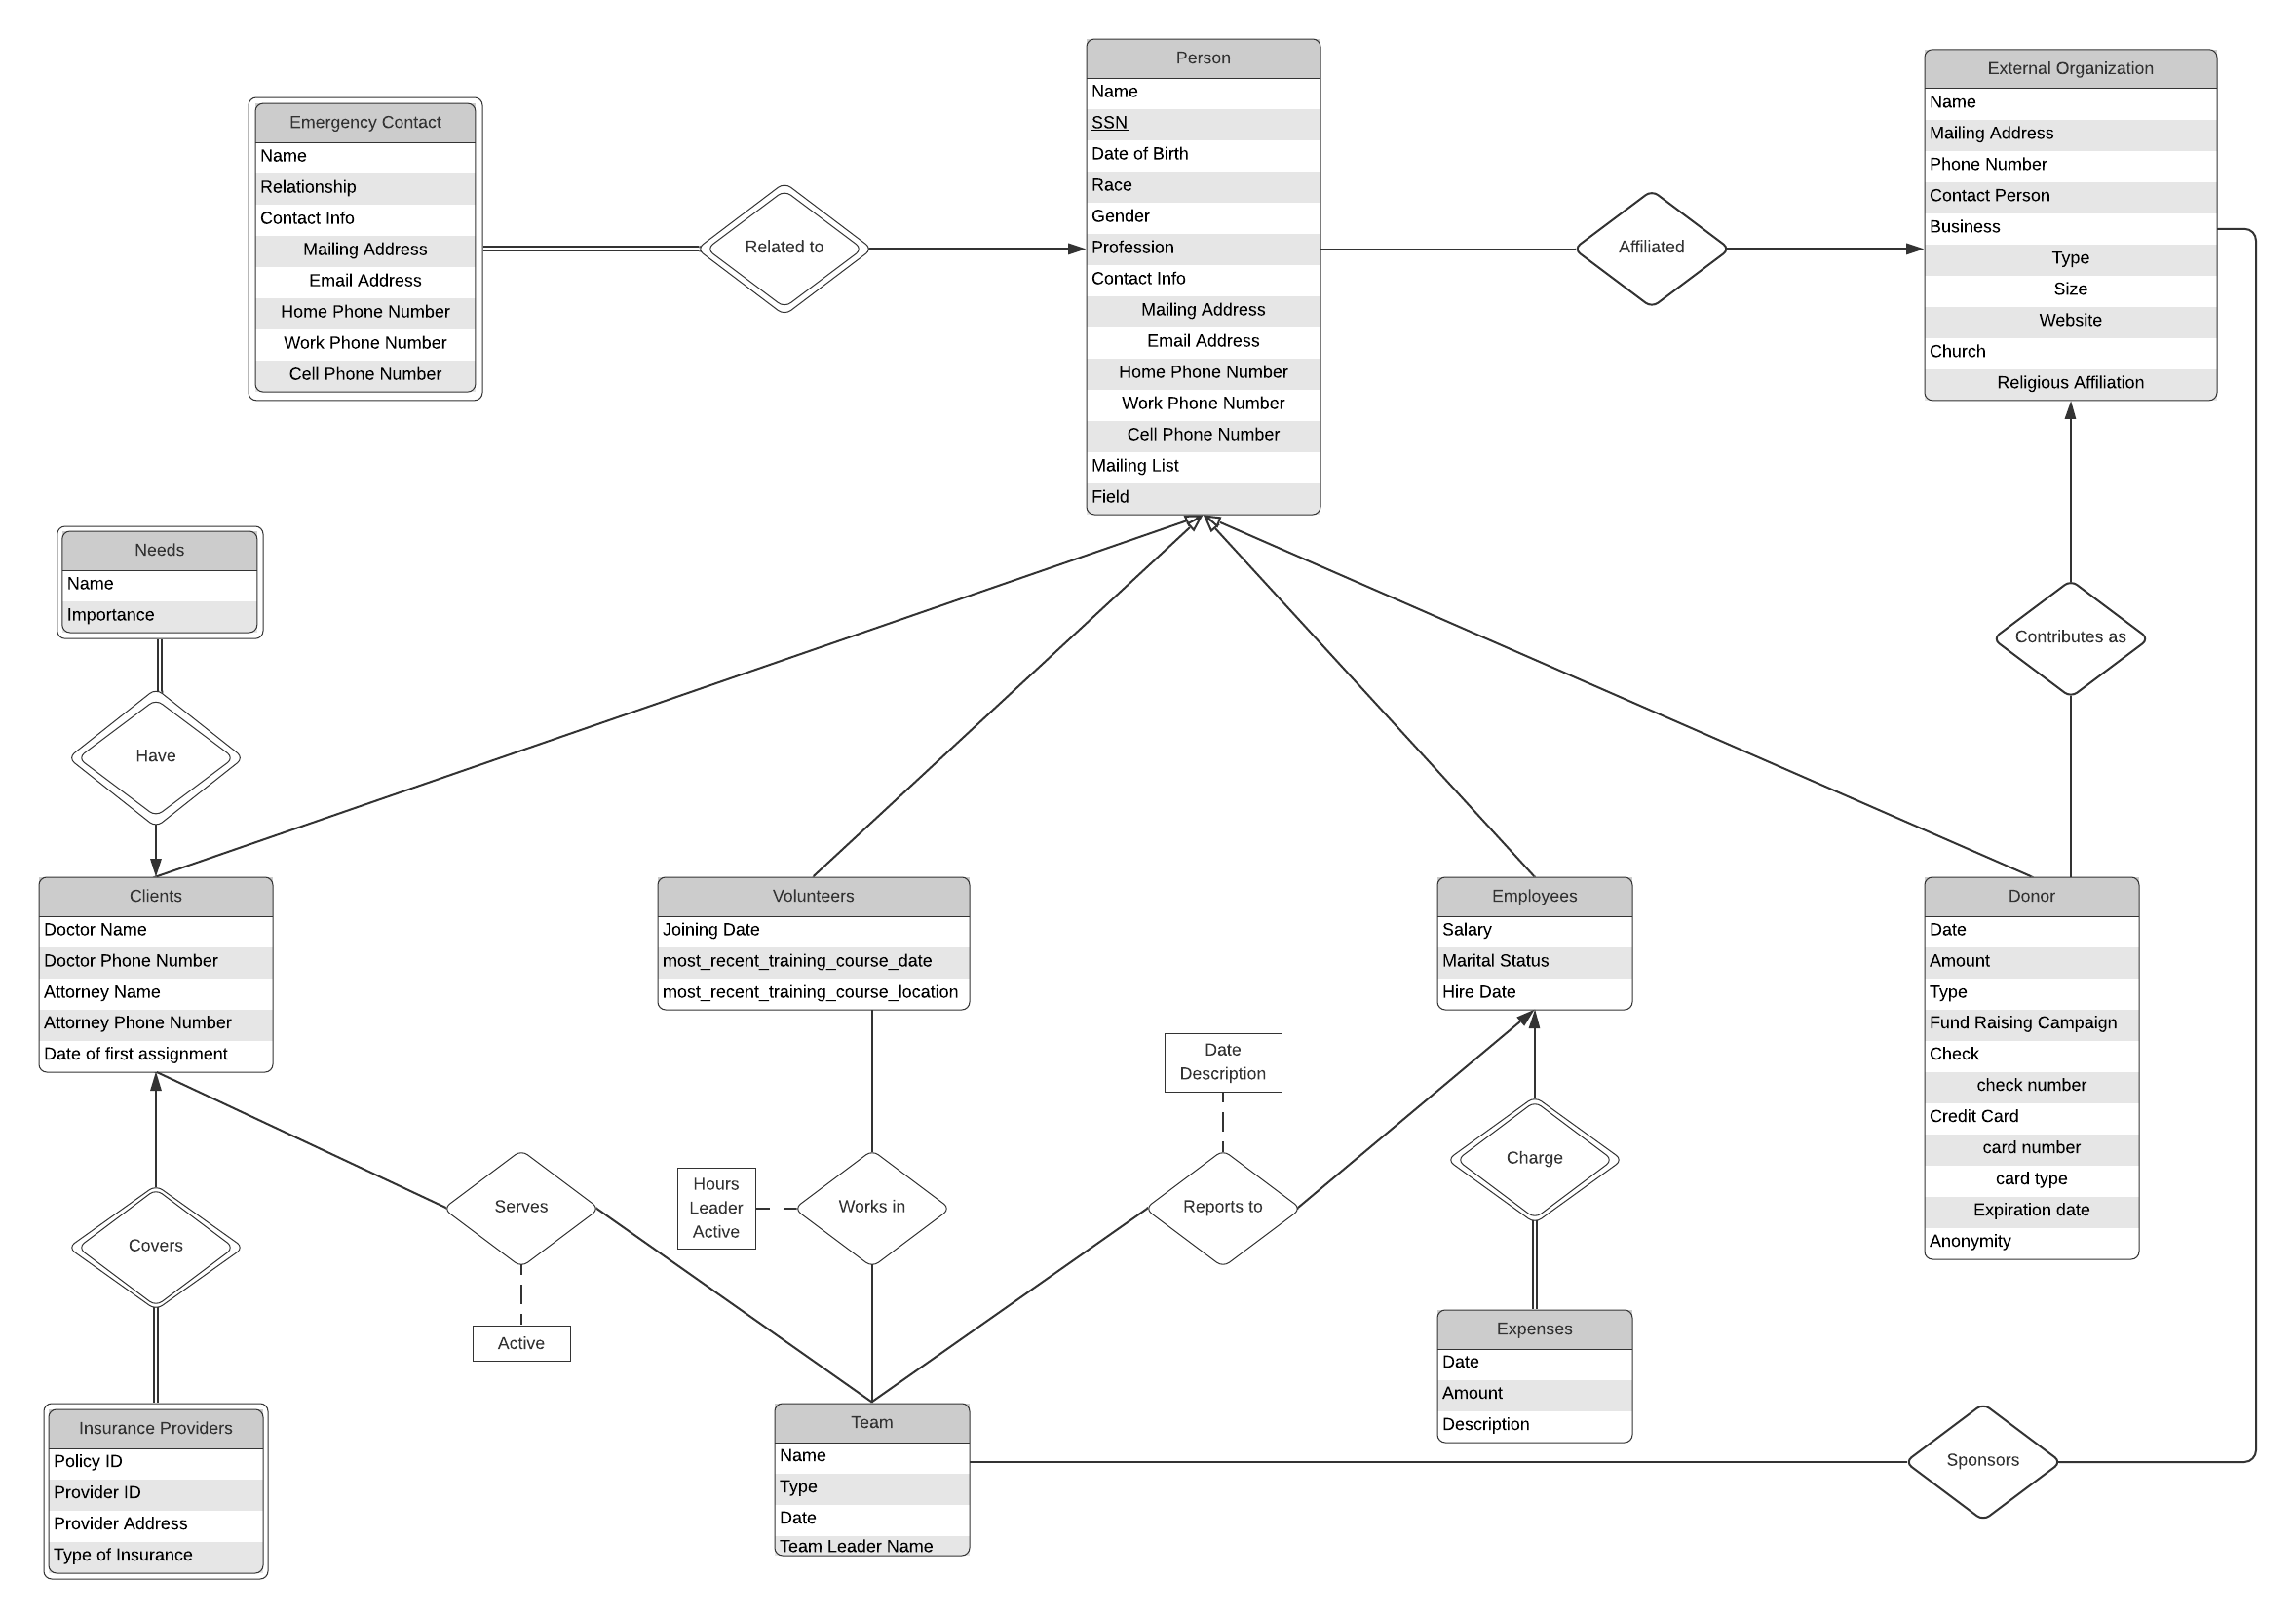 Person
Name
SSN
Date of Birth
Race
Gender
Profession
Contact Info
Mailing Address
Email Address
Home Phone Number
Work Phone Number
Cell Phone Number
Mailing List
Field
External Organization
Name
Mailing Address
Phone Number
Contact Person
Business
Type
Size
Website
Church
Religious Affiliation
Emergency Contact
Name
Relationship
Contact Info
Mailing Address
Email Address
Home Phone Number
Work Phone Number
Cell Phone Number
Related to
Affiliated
Needs
Name
Importance
Have
Contributes as
Clients
Doctor Name
Doctor Phone Number
Attorney Name
Attorney Phone Number
Date of first assignment
Volunteers
Joining Date
most_recent_training_course_date
most_recent_training_course_location
Employees
Salary
Marital Status
Hire Date
Donor
Date
Amount
Type
Fund Raising Campaign
Check
check number
Credit Card
card number
card type
Expiration date
Anonymity
Date
Description
Charge
Hours
Leader
Active
Serves
Works in
Reports to
Covers
Active
Expenses
Date
Amount
Description
Insurance Providers
Policy ID
Provider ID
Provider Address
Type of Insurance
Team
Name
Type
Date
Team Leader Name
Sponsors